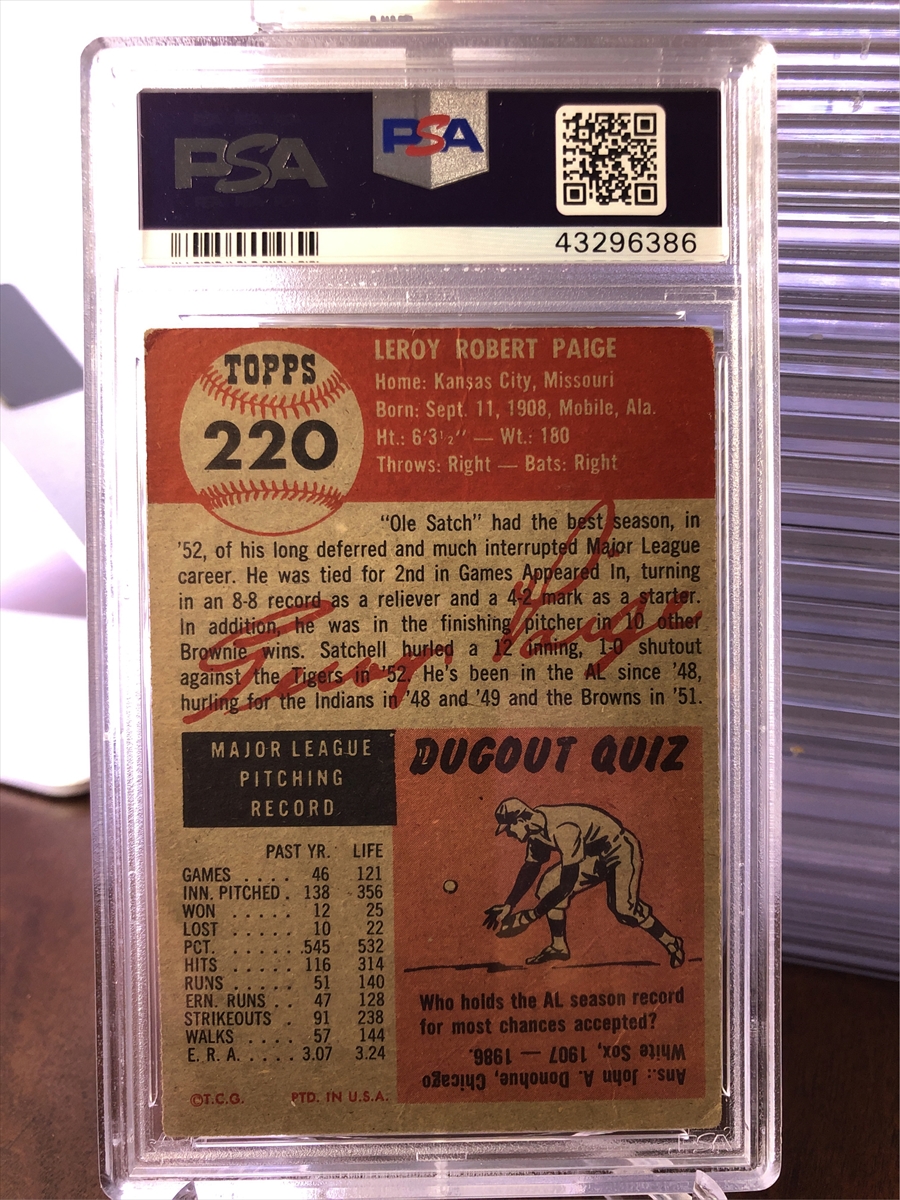 PSA
PSA
43296386
TOPPS
220
LEROY ROBERT PAIGE
Home: Kansas City, Missouri
Born: Sept. 11, 1908, Mobile, Ala.
Ht.: 6'3½" — Wt.: 180
Throws: Right — Bats: Right
"Ole Satch" had the best season, in
'52, of his long deferred and much interrupted Major League
career. He was tied for 2nd in Games Appeared In, turning
in an 8-8 record as a reliever and a 4-2 mark as a starter.
In addition, he was in the finishing pitcher in 10 other
Brownie wins. Satchell hurled a 12 inning, 1-0 shutout
against the Tigers in '52. He's been in the AL since '48,
hurling for the Indians in '48 and '49 and the Browns in '51.
Leroy Paige
MAJOR LEAGUE
PITCHING
RECORD
PAST YR. LIFE
GAMES . . . . 46 121
INN. PITCHED . 138 356
WON . . . . . 12 25
LOST . . . . . 10 22
PCT. . . . . . .545 532
HITS . . . . . 116 314
RUNS . . . . . 51 140
ERN. RUNS . . 47 128
STRIKEOUTS . 91 238
WALKS . . . . 57 144
E. R. A. . . . . 3.07 3.24
©T.C.G. PTD. IN U.S.A.
DUGOUT QUIZ
Who holds the AL season record
for most chances accepted?
Ans.: John A. Donohue, Chicago
White Sox, 1907 — 1986.
PSA